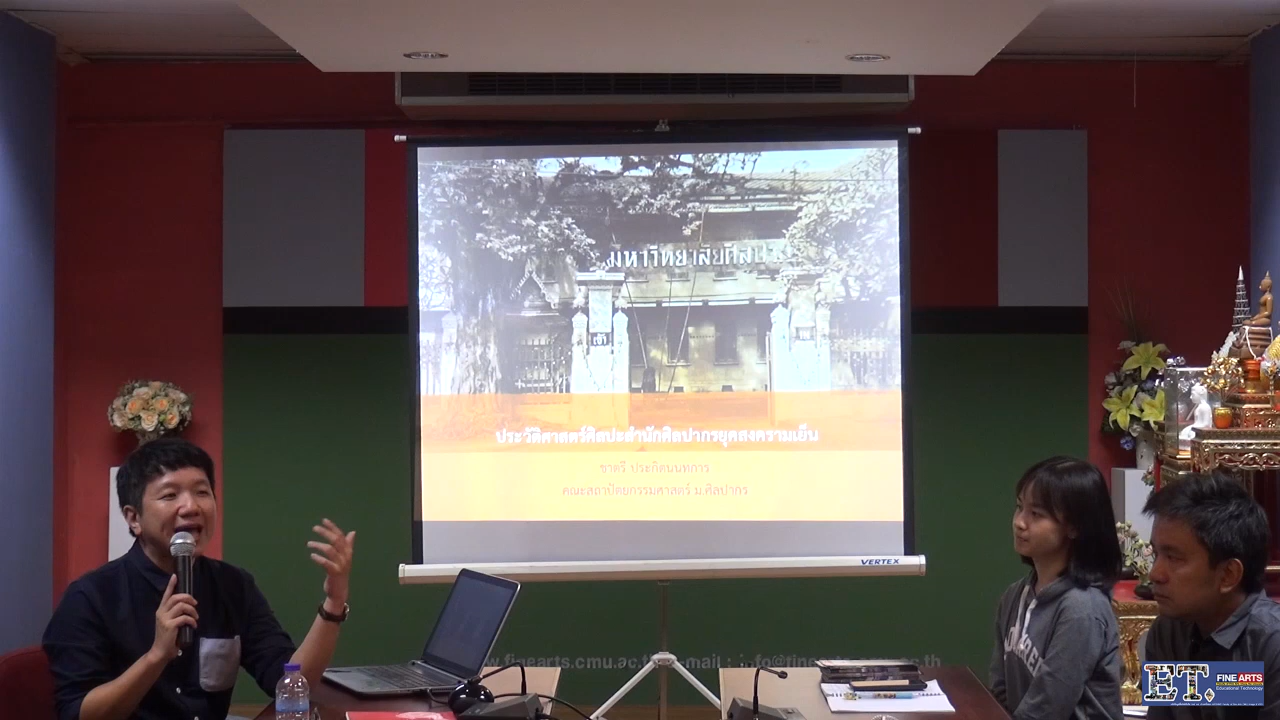 มหาวิทยาลัยศิลปา
ประวัติศาสตร์ศิลปะสำนักศิลปากรยุคสงครามเย็น
ชาตรี ประกิตนนทการ
คณะสถาปัตยกรรมศาสตร์ ม.ศิลปากร
VERTEX
w.finearts.cmu.ac.th
ET.
FINE ARTS
Educational Technology